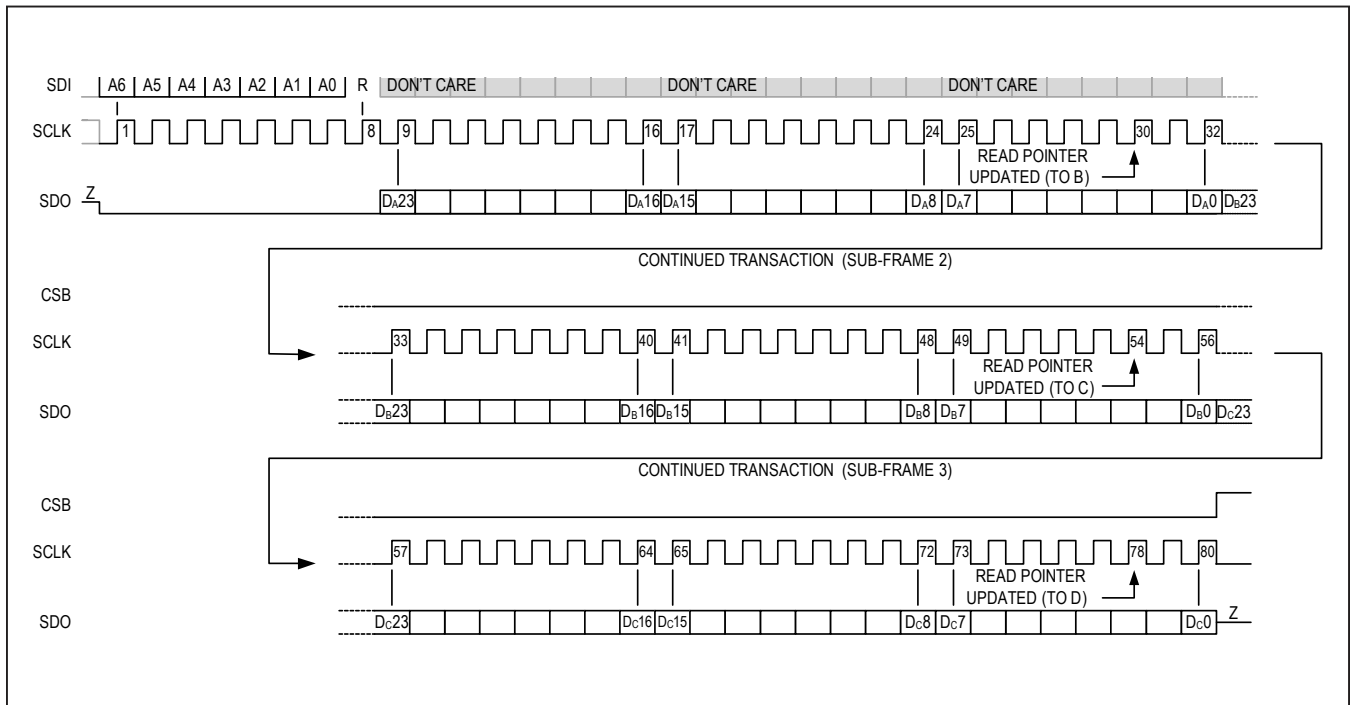 SDI A6 A5 A4 A3 A2 A1 A0 R DON'T CARE DON'T CARE DON'T CARE
SCLK 1 8 9 16 17 24 25 30 32
READ POINTER
UPDATED (TO B)
SDO Z DA23 DA16 DA15 DA8 DA7 DA0 DB23
CONTINUED TRANSACTION (SUB-FRAME 2)
CSB
SCLK 33 40 41 48 49 54 56
READ POINTER
UPDATED (TO C)
SDO DB23 DB16 DB15 DB8 DB7 DB0 DC23
CONTINUED TRANSACTION (SUB-FRAME 3)
CSB
SCLK 57 64 65 72 73 78 80
READ POINTER
UPDATED (TO D)
SDO DC23 DC16 DC15 DC8 DC7 DC0 Z